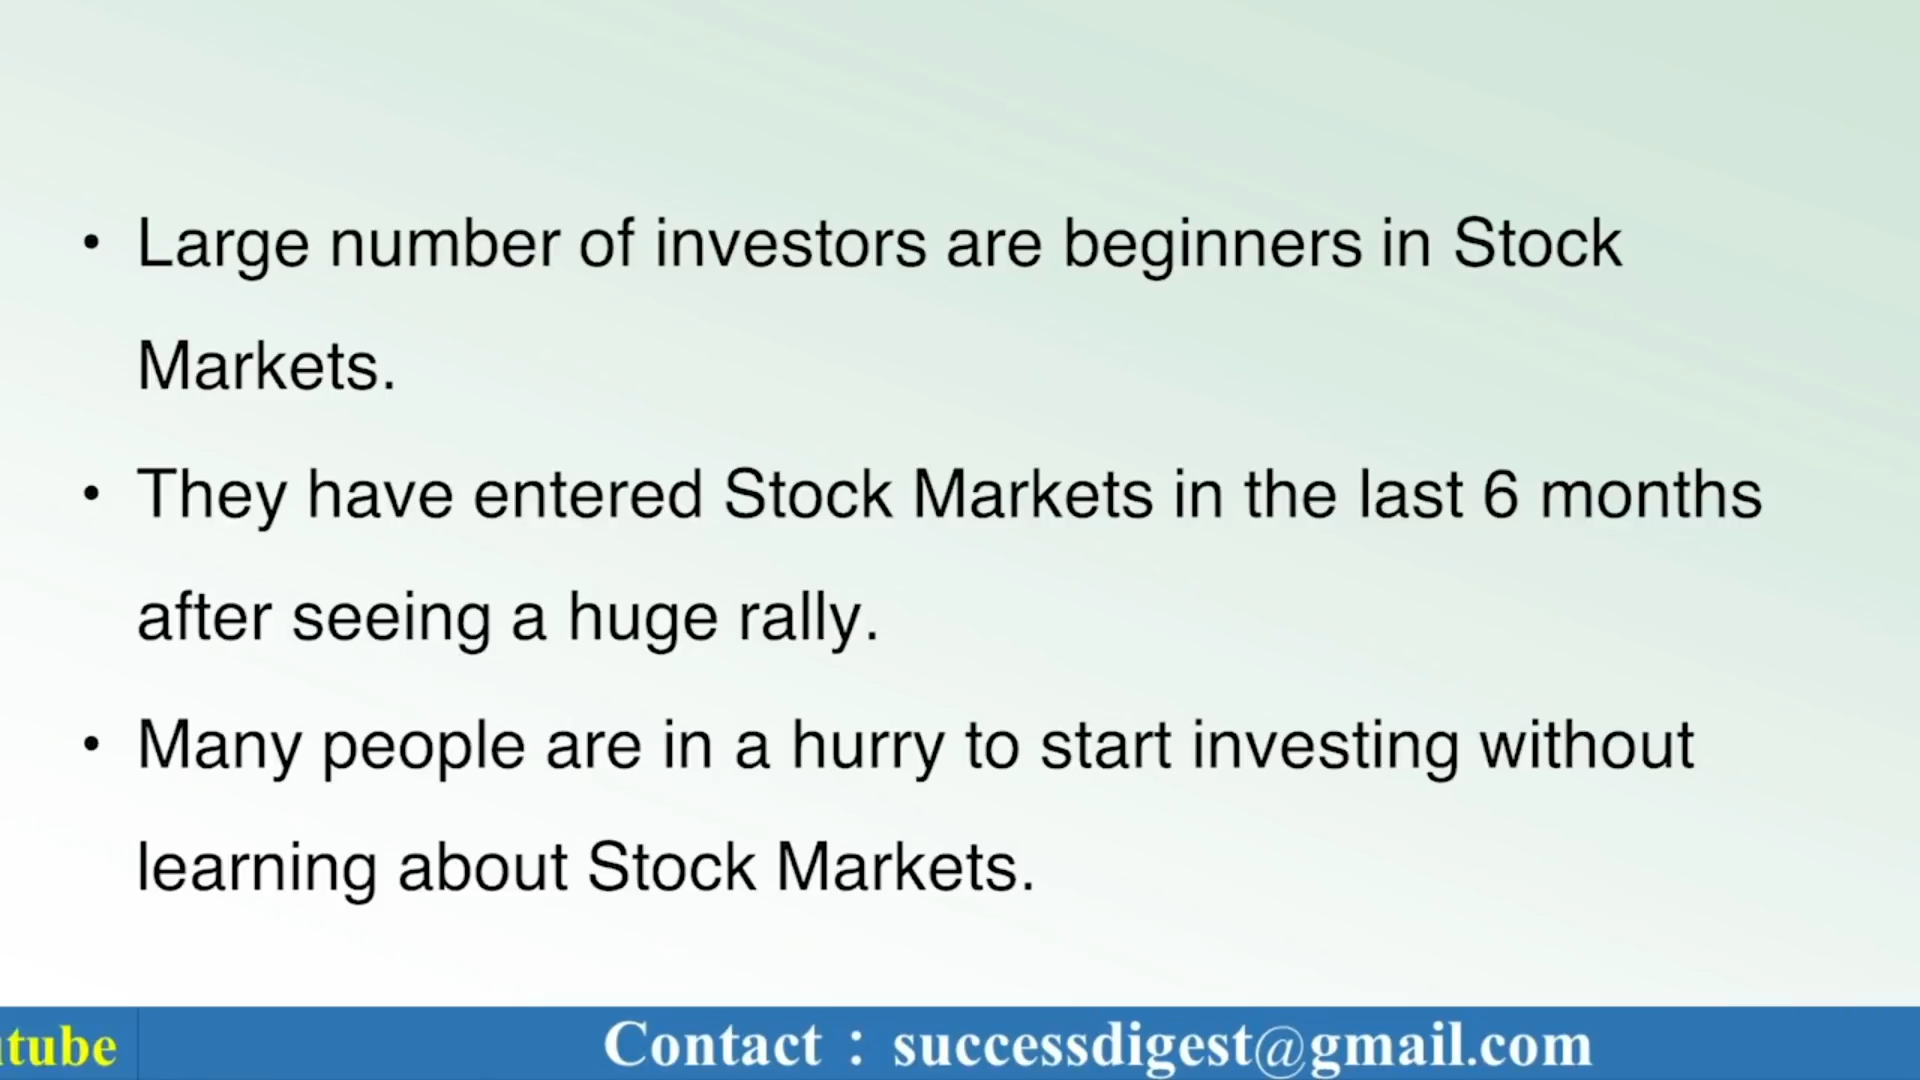 • Large number of investors are beginners in Stock
Markets.
• They have entered Stock Markets in the last 6 months
after seeing a huge rally.
• Many people are in a hurry to start investing without
learning about Stock Markets.
tube
Contact : successdigest@gmail.com